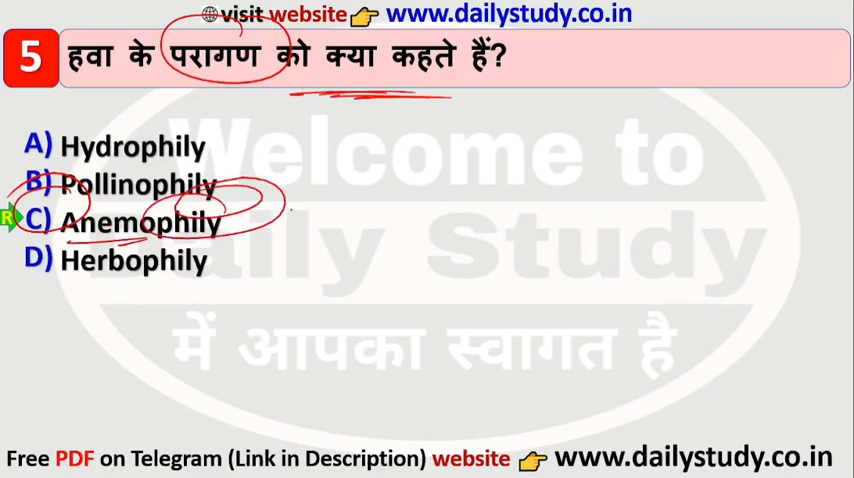 visit website 👉 www.dailystudy.co.in
5 हवा के परागण को क्या कहते हैं?
A) Hydrophily
B) Pollinophily
R C) Anemophily
D) Herbophily
Welcome to
Daily Study
में आपका स्वागत है
Free PDF on Telegram (Link in Description) website 👉 www.dailystudy.co.in